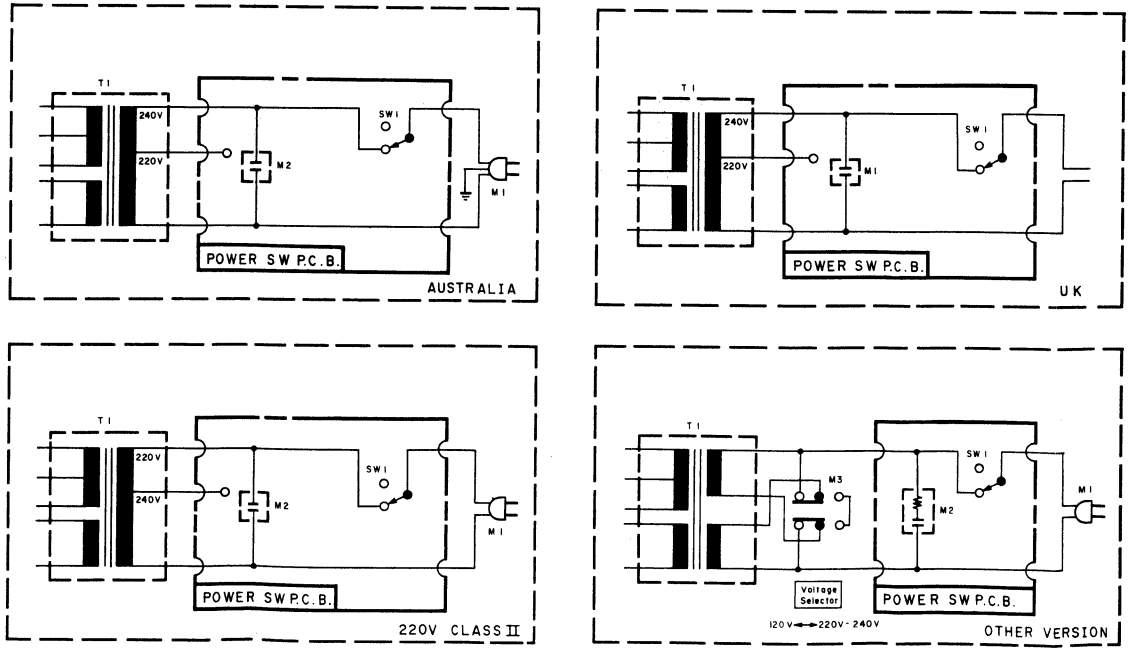 T1
240V
220V
M2
SW1
M1
POWER SW P.C.B.
AUSTRALIA
T1
240V
220V
M1
SW1
POWER SW P.C.B.
UK
T1
220V
240V
M2
SW1
M1
POWER SW P.C.B.
220V CLASS II
T1
M3
SW1
M2
M1
Voltage
Selector
120V 220V-240V
POWER SW P.C.B.
OTHER VERSION